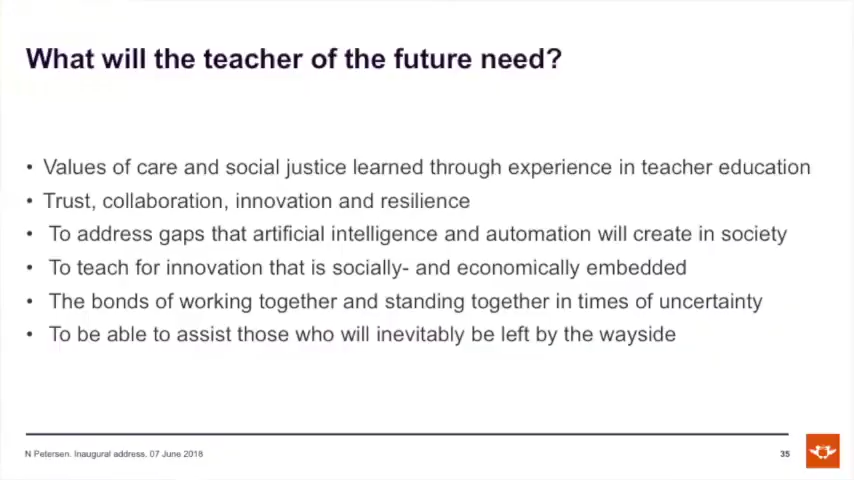 What will the teacher of the future need?
• Values of care and social justice learned through experience in teacher education
• Trust, collaboration, innovation and resilience
• To address gaps that artificial intelligence and automation will create in society
• To teach for innovation that is socially- and economically embedded
• The bonds of working together and standing together in times of uncertainty
• To be able to assist those who will inevitably be left by the wayside
N Petersen. Inaugural address, 07 June 2018
35